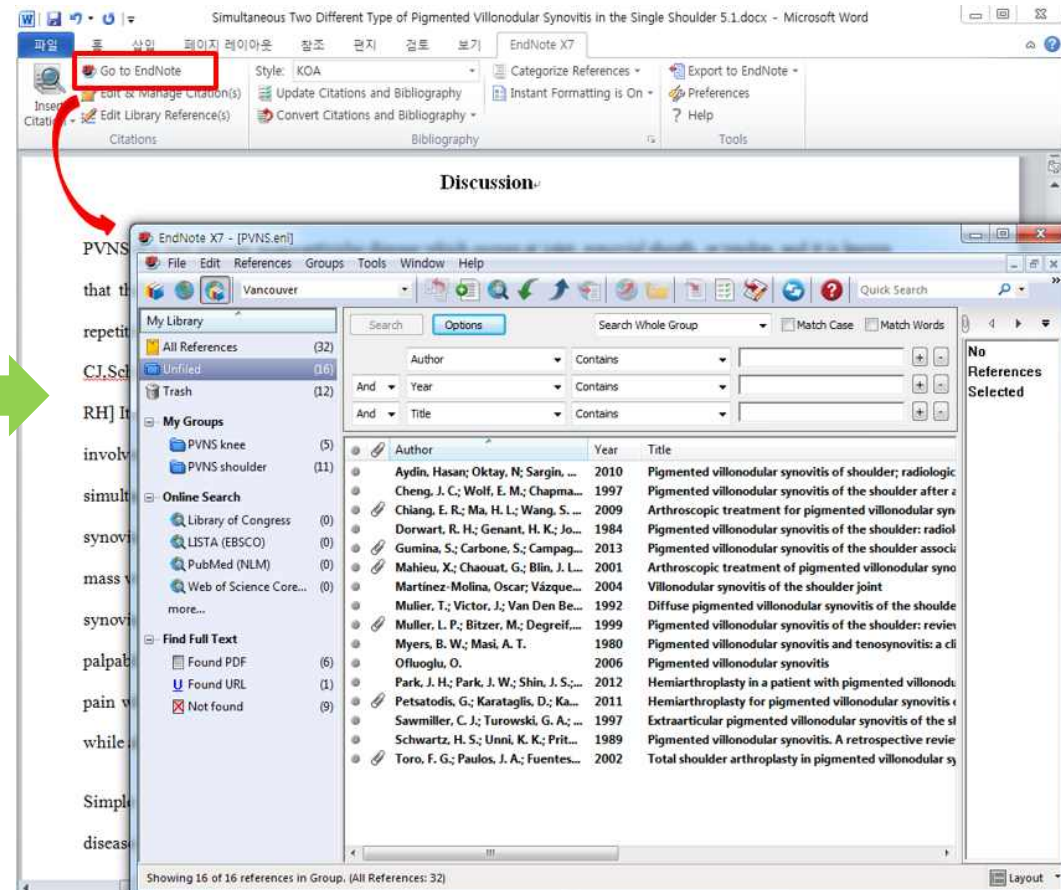 Simultaneous Two Different Type of Pigmented Villonodular Synovitis in the Single Shoulder 5.1.docx - Microsoft Word
파일 홈 삽입 페이지 레이아웃 참조 편지 검토 보기 EndNote X7
Go to EndNote Style: KOA Categorize References Export to EndNote
Edit & Manage Citation(s) Update Citations and Bibliography Instant Formatting is On Preferences
Insert Citation Edit Library Reference(s) Convert Citations and Bibliography Help
Citations Bibliography Tools
Discussion
PVNS
that th
repetit
CJ,Sch
RH] It
involv
simult
synovi
mass v
synovi
palpab
pain w
while a
Simple
diseas
EndNote X7 - [PVNS.enl]
File Edit References Groups Tools Window Help
Vancouver Quick Search
My Library
All References (32)
Unfiled (16)
Trash (12)
My Groups
PVNS knee (5)
PVNS shoulder (11)
Online Search
Library of Congress (0)
LISTA (EBSCO) (0)
PubMed (NLM) (0)
Web of Science Core... (0)
more...
Find Full Text
Found PDF (6)
Found URL (1)
Not found (9)
Search Options Search Whole Group Match Case Match Words
Author Contains
And Year Contains
And Title Contains
No
References
Selected
Author Year Title
Aydin, Hasan; Oktay, N; Sargin, ... 2010 Pigmented villonodular synovitis of shoulder; radiologic
Cheng, J. C.; Wolf, E. M.; Chapma... 1997 Pigmented villonodular synovitis of the shoulder after a
Chiang, E. R.; Ma, H. L.; Wang, S. ... 2009 Arthroscopic treatment for pigmented villonodular syn
Dorwart, R. H.; Genant, H. K.; Jo... 1984 Pigmented villonodular synovitis of the shoulder: radiol
Gumina, S.; Carbone, S.; Campag... 2013 Pigmented villonodular synovitis of the shoulder associa
Mahieu, X.; Chaouat, G.; Blin, J. L... 2001 Arthroscopic treatment of pigmented villonodular syno
Martínez-Molina, Oscar; Vázque... 2004 Villonodular synovitis of the shoulder joint
Mulier, T.; Victor, J.; Van Den Be... 1992 Diffuse pigmented villonodular synovitis of the shoulde
Muller, L. P.; Bitzer, M.; Degreif,... 1999 Pigmented villonodular synovitis of the shoulder: review
Myers, B. W.; Masi, A. T. 1980 Pigmented villonodular synovitis and tenosynovitis: a cli
Ofluoglu, O. 2006 Pigmented villonodular synovitis
Park, J. H.; Park, J. W.; Shin, J. S.;... 2012 Hemiarthroplasty in a patient with pigmented villonodu
Petsatodis, G.; Karataglis, D.; Ka... 2011 Hemiarthroplasty for pigmented villonodular synovitis
Sawmiller, C. J.; Turowski, G. A.; ... 1997 Extraarticular pigmented villonodular synovitis of the sh
Schwartz, H. S.; Unni, K. K.; Prit... 1989 Pigmented villonodular synovitis. A retrospective revie
Toro, F. G.; Paulos, J. A.; Fuentes... 2002 Total shoulder arthroplasty in pigmented villonodular sy
Showing 16 of 16 references in Group. (All References: 32) Layout